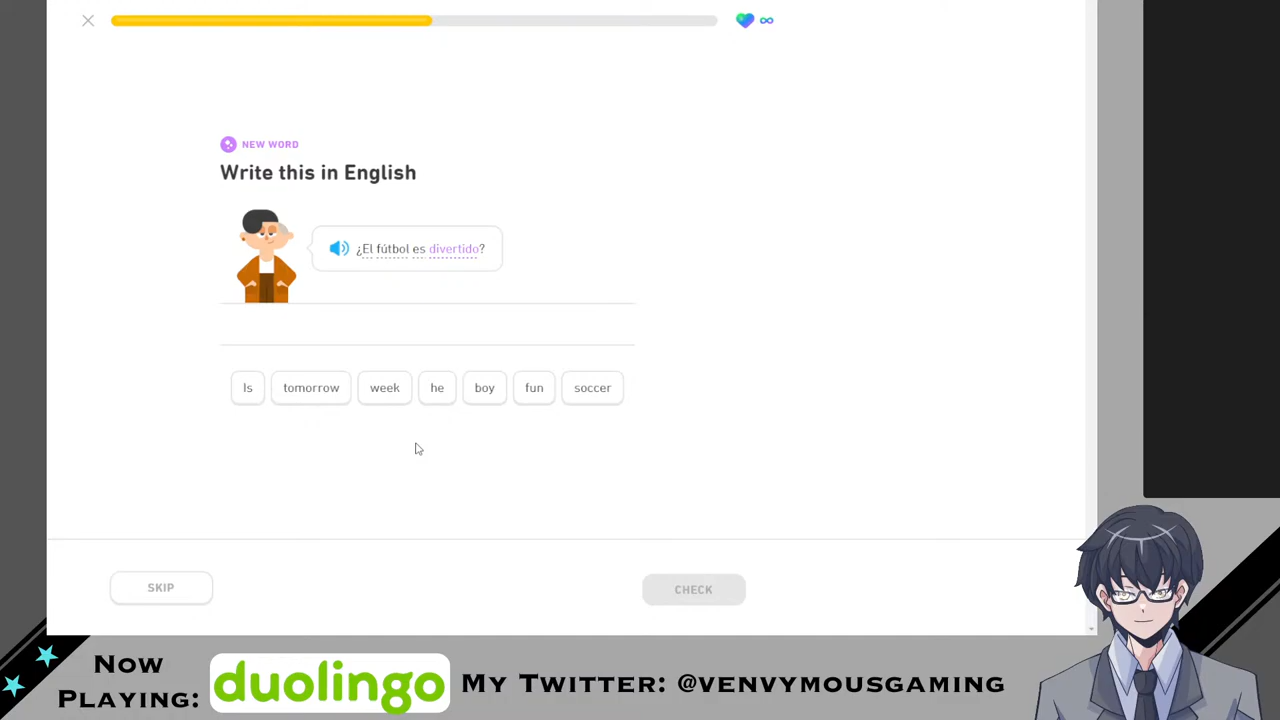 NEW WORD
Write this in English
¿El fútbol es divertido?
Is tomorrow week he boy fun soccer
SKIP CHECK
NOW PLAYING: duolingo MY TWITTER: @VENVYMOUSGAMING